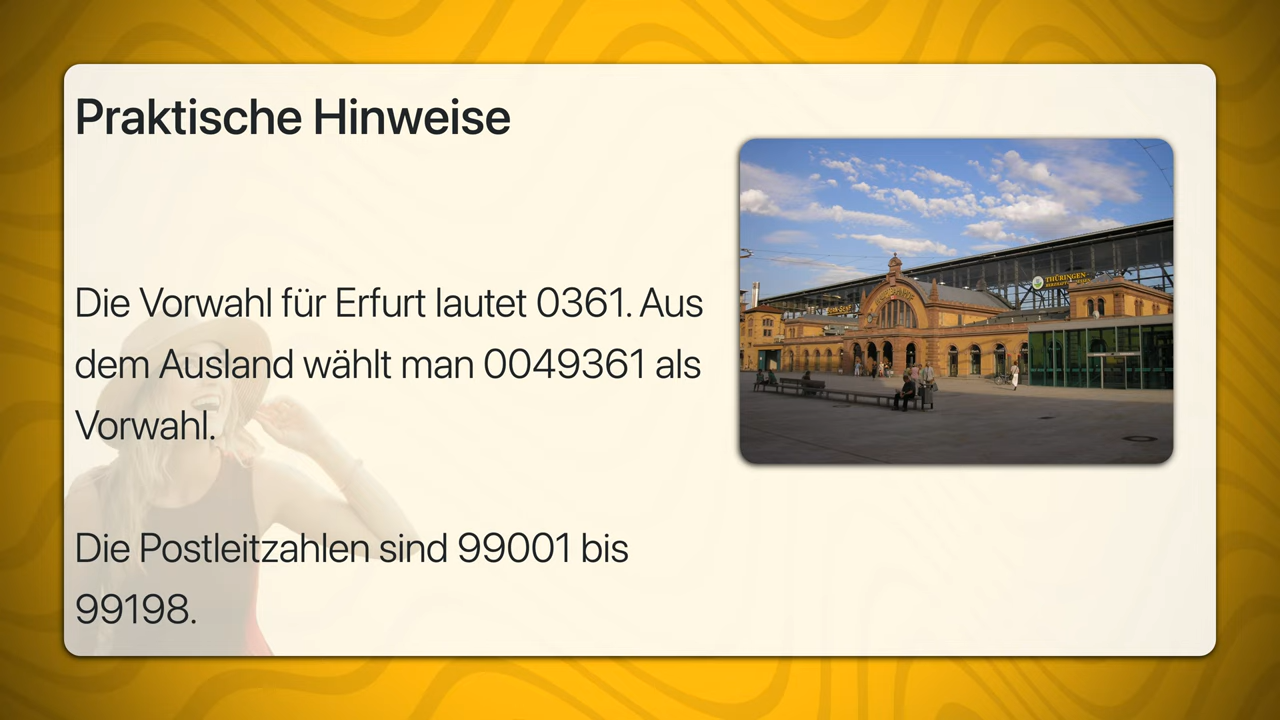 Praktische Hinweise
Die Vorwahl für Erfurt lautet 0361. Aus
dem Ausland wählt man 0049361 als
Vorwahl.
Die Postleitzahlen sind 99001 bis
99198.
THÜRINGEN